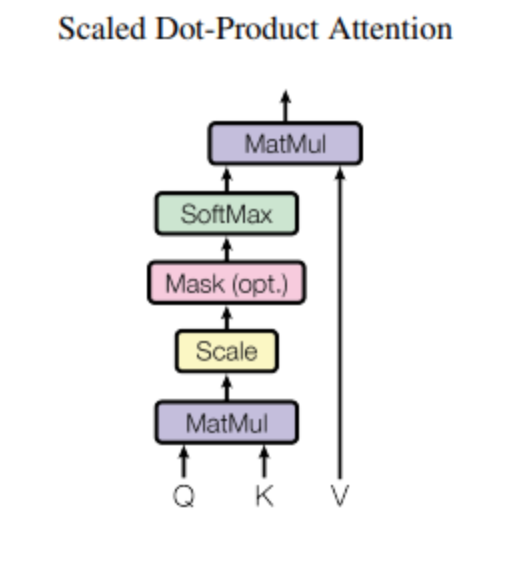 Scaled Dot-Product Attention
MatMul
SoftMax
Mask (opt.)
Scale
MatMul
Q K V